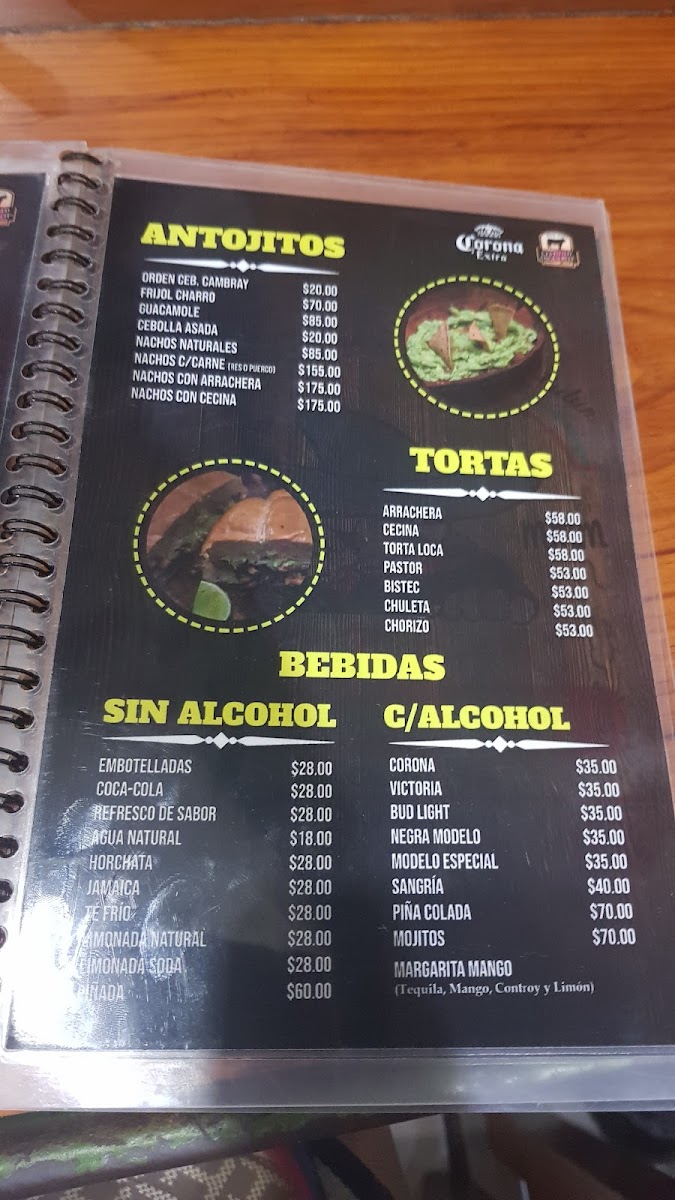 ANTOJITOS
Corona
Extra
ORDEN CEB. CAMBRAY $20.00
FRIJOL CHARRO $70.00
GUACAMOLE $85.00
CEBOLLA ASADA $20.00
NACHOS NATURALES $85.00
NACHOS C/CARNE (RES O PUERCO) $155.00
NACHOS CON ARRACHERA $175.00
NACHOS CON CECINA $175.00
TORTAS
ARRACHERA $58.00
CECINA $58.00
TORTA LOCA $58.00
PASTOR $53.00
BISTEC $53.00
CHULETA $53.00
CHORIZO $53.00
BEBIDAS
SIN ALCOHOL
EMBOTELLADAS $28.00
COCA-COLA $28.00
REFRESCO DE SABOR $28.00
AGUA NATURAL $18.00
HORCHATA $28.00
JAMAICA $28.00
TE FRÍO $28.00
LIMONADA NATURAL $28.00
LIMONADA SODA $28.00
PIÑADA $60.00
C/ALCOHOL
CORONA $35.00
VICTORIA $35.00
BUD LIGHT $35.00
NEGRA MODELO $35.00
MODELO ESPECIAL $35.00
SANGRÍA $40.00
PIÑA COLADA $70.00
MOJITOS $70.00
MARGARITA MANGO
(Tequila, Mango, Controy y Limón)